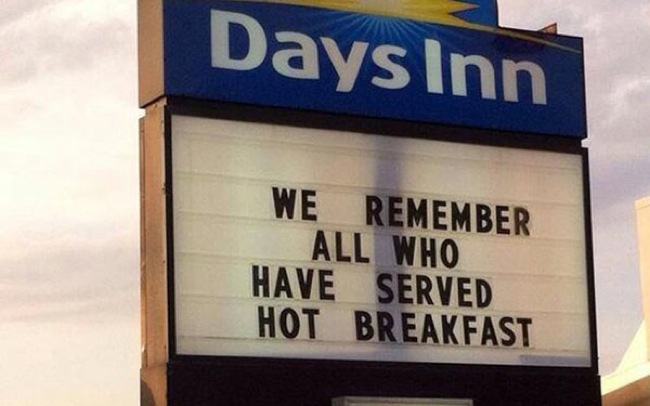 Days Inn
WE REMEMBER
ALL WHO
HAVE SERVED
HOT BREAKFAST